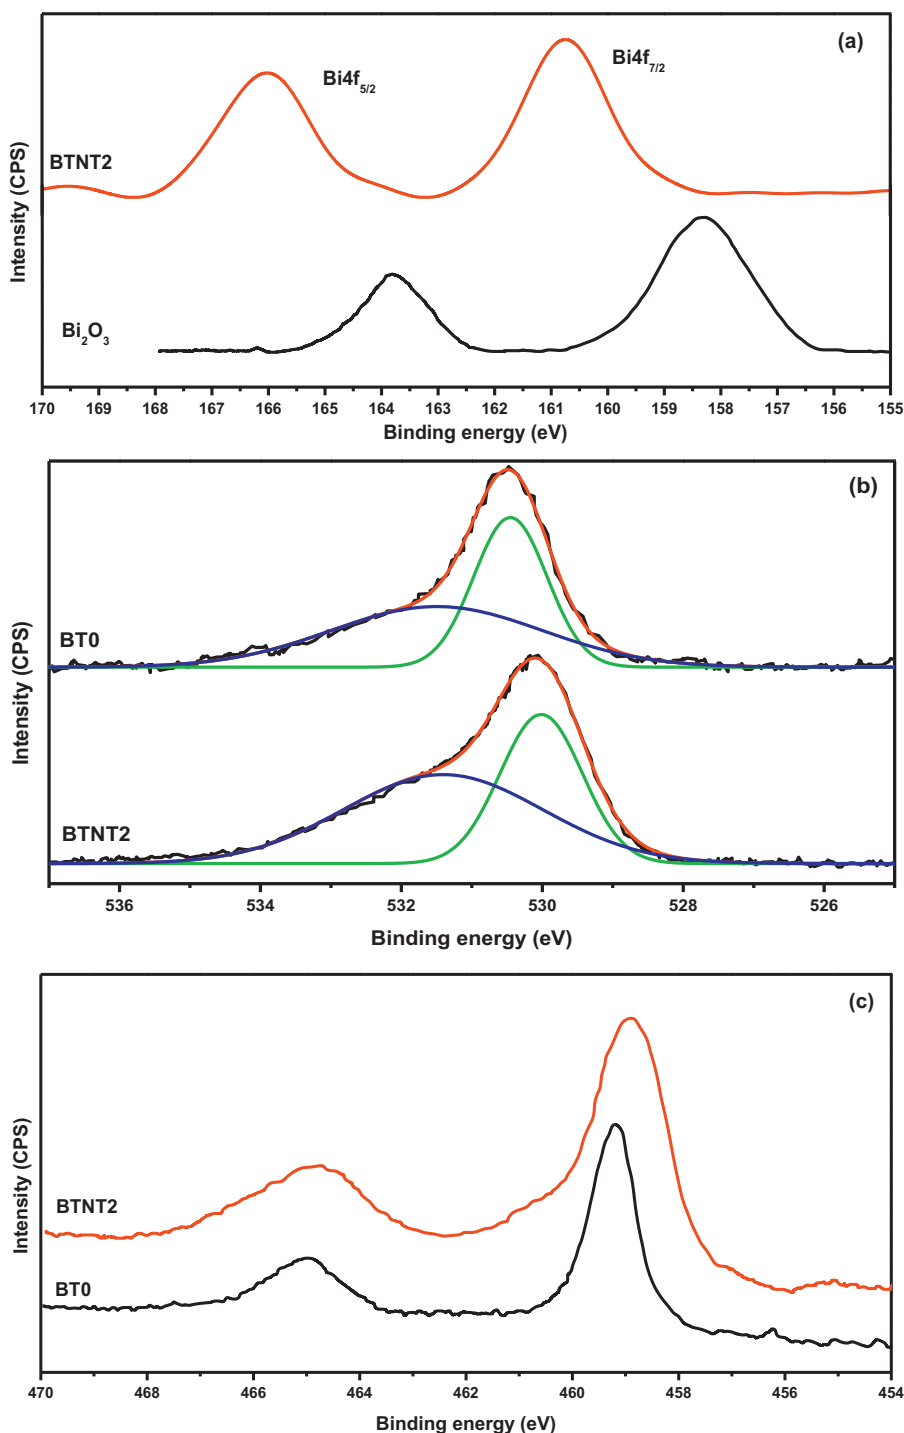 (a)
Bi4f7/2
Bi4f5/2
BTNT2
Bi2O3
Intensity (CPS)
170 169 168 167 166 165 164 163 162 161 160 159 158 157 156 155
Binding energy (eV)
(b)
BT0
BTNT2
Intensity (CPS)
536 534 532 530 528 526
Binding energy (eV)
(c)
BTNT2
BT0
Intensity (CPS)
470 468 466 464 462 460 458 456 454
Binding energy (eV)